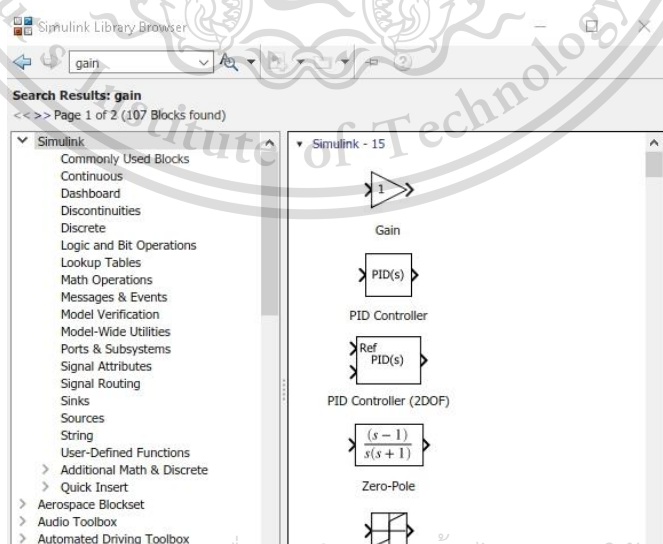 Simulink Library Browser
gain
Search Results: gain
<< >> Page 1 of 2 (107 Blocks found)
Simulink
Commonly Used Blocks
Continuous
Dashboard
Discontinuities
Discrete
Logic and Bit Operations
Lookup Tables
Math Operations
Messages & Events
Model Verification
Model-Wide Utilities
Ports & Subsystems
Signal Attributes
Signal Routing
Sinks
Sources
String
User-Defined Functions
Additional Math & Discrete
Quick Insert
Aerospace Blockset
Audio Toolbox
Automated Driving Toolbox
Simulink - 15
1
Gain
PID(s)
PID Controller
Ref
PID(s)
PID Controller (2DOF)
(s − 1)
s(s + 1)
Zero-Pole
Institute of Technology